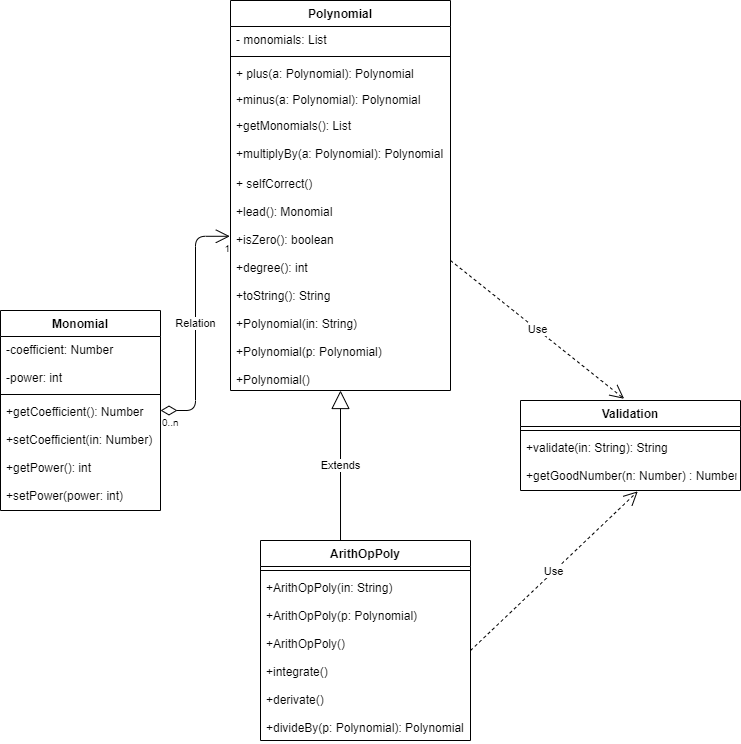 Polynomial
- monomials: List
+ plus(a: Polynomial): Polynomial
+minus(a: Polynomial): Polynomial
+getMonomials(): List
+multiplyBy(a: Polynomial): Polynomial
+ selfCorrect()
+lead(): Monomial
+isZero(): boolean
+degree(): int
+toString(): String
+Polynomial(in: String)
+Polynomial(p: Polynomial)
+Polynomial()
1
Relation
0..n
Monomial
-coefficient: Number
-power: int
+getCoefficient(): Number
+setCoefficient(in: Number)
+getPower(): int
+setPower(power: int)
Use
Validation
+validate(in: String): String
+getGoodNumber(n: Number) : Number
Extends
Use
ArithOpPoly
+ArithOpPoly(in: String)
+ArithOpPoly(p: Polynomial)
+ArithOpPoly()
+integrate()
+derivate()
+divideBy(p: Polynomial): Polynomial